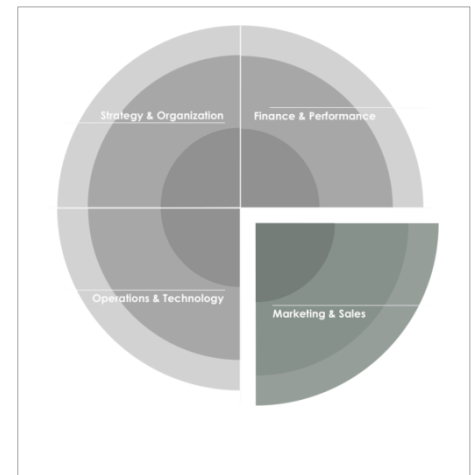 Strategy & Organization
Finance & Performance
Operations & Technology
Marketing & Sales